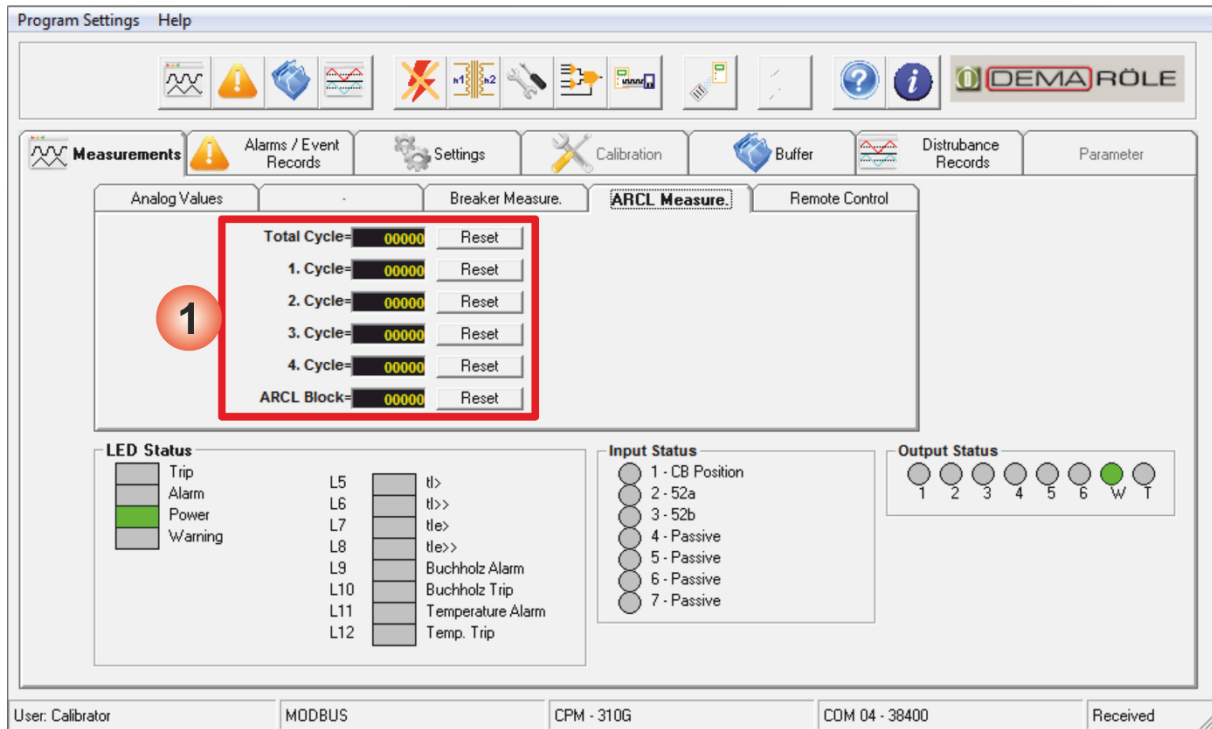 Program Settings Help
h1 h2
DEMA RÖLE
Measurements
Alarms / Event
Records
Settings
Calibration
Buffer
Distrubance
Records
Parameter
Analog Values - Breaker Measure. ARCL Measure. Remote Control
1
Total Cycle= 00000 Reset
1. Cycle= 00000 Reset
2. Cycle= 00000 Reset
3. Cycle= 00000 Reset
4. Cycle= 00000 Reset
ARCL Block= 00000 Reset
LED Status
Trip
Alarm
Power
Warning
L5 tI>
L6 tI>>
L7 tIe>
L8 tIe>>
L9 Buchholz Alarm
L10 Buchholz Trip
L11 Temperature Alarm
L12 Temp. Trip
Input Status
1 - CB Position
2 - 52a
3 - 52b
4 - Passive
5 - Passive
6 - Passive
7 - Passive
Output Status
1 2 3 4 5 6 W T
User: Calibrator MODBUS CPM - 310G COM 04 - 38400 Received